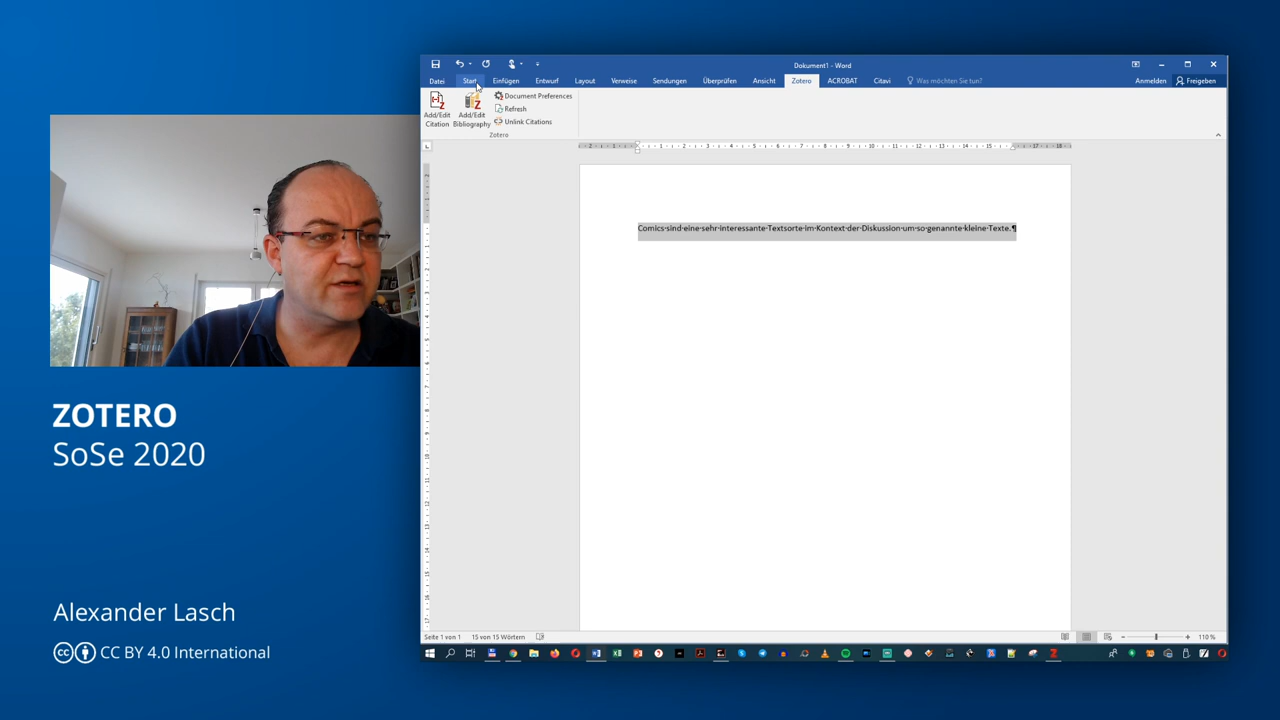 Dokument1 - Word
Datei Start Einfügen Entwurf Layout Verweise Sendungen Überprüfen Ansicht Zotero ACROBAT Citavi Was möchten Sie tun? Anmelden Freigeben
Add/Edit Citation
Add/Edit Bibliography
Document Preferences
Refresh
Unlink Citations
Zotero
Comics sind eine sehr interessante Textsorte im Kontext der Diskussion um so genannte kleine Texte.¶
ZOTERO
SoSe 2020
Alexander Lasch
CC BY 4.0 International
Seite 1 von 1 15 von 15 Wörtern 110 %